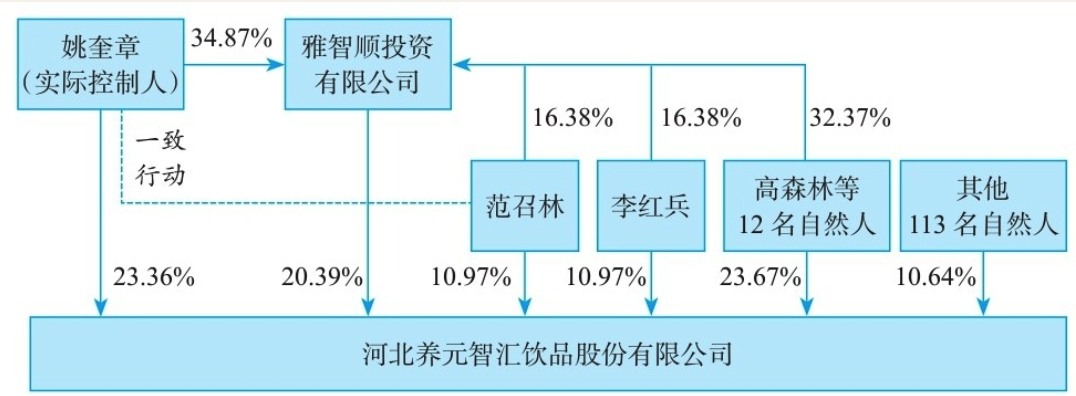 姚奎章
(实际控制人)
34.87%
雅智顺投资
有限公司
16.38%
16.38%
32.37%
一致
行动
范召林
李红兵
高森林等
12 名自然人
其他
113 名自然人
23.36%
20.39%
10.97%
10.97%
23.67%
10.64%
河北养元智汇饮品股份有限公司